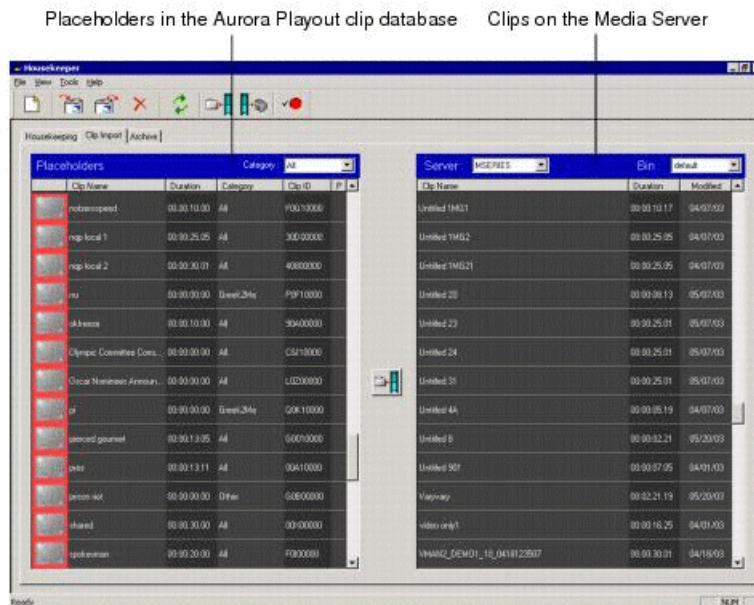 Placeholders in the Aurora Playout clip database Clips on the Media Server
Housekeeper
File View Tools Help
Housekeeping Clip Import Archive
Placeholders Category: All
Clip Name Duration Category Clip ID P
00:00:10:00 All
nqp local 1 00:00:25:05 All
nqp local 2 00:00:30:01 All 40800000
nu 00:00:00:00 Greek2Me
00:00:10:00 All 90A00000
Olympic Committee Cons... 00:00:00:00 All
Oscar Nominees Announ... 00:00:00:00 All
pi 00:00:00:00 Greek2Me
pierced gourmet 00:00:13:05 All
00:00:13:11 All 00A10000
prison riot 00:00:00:00 Other
shared 00:00:30:00 All
spokesman 00:00:20:00 All
Server: MSERIES Bin: default
Clip Name Duration Modified
Untitled 1MG1 00:00:10:17 04/07/03
Untitled 1MG2 00:00:25:05 04/07/03
Untitled 1MG21 00:00:25:05 04/07/03
Untitled 20 00:00:08:13 05/07/03
Untitled 23 00:00:25:01 05/07/03
Untitled 24 00:00:25:01 05/07/03
Untitled 31 00:00:25:01 05/07/03
Untitled 4A 00:00:05:19 04/07/03
Untitled 8 00:00:02:21 05/20/03
Untitled 901 00:00:07:05 04/01/03
Varyvary 00:02:21:19 05/20/03
video only1 00:00:16:25 04/01/03
VMAN2_DEMO1_18_0418123507 00:00:30:01 04/18/03
Ready NUM